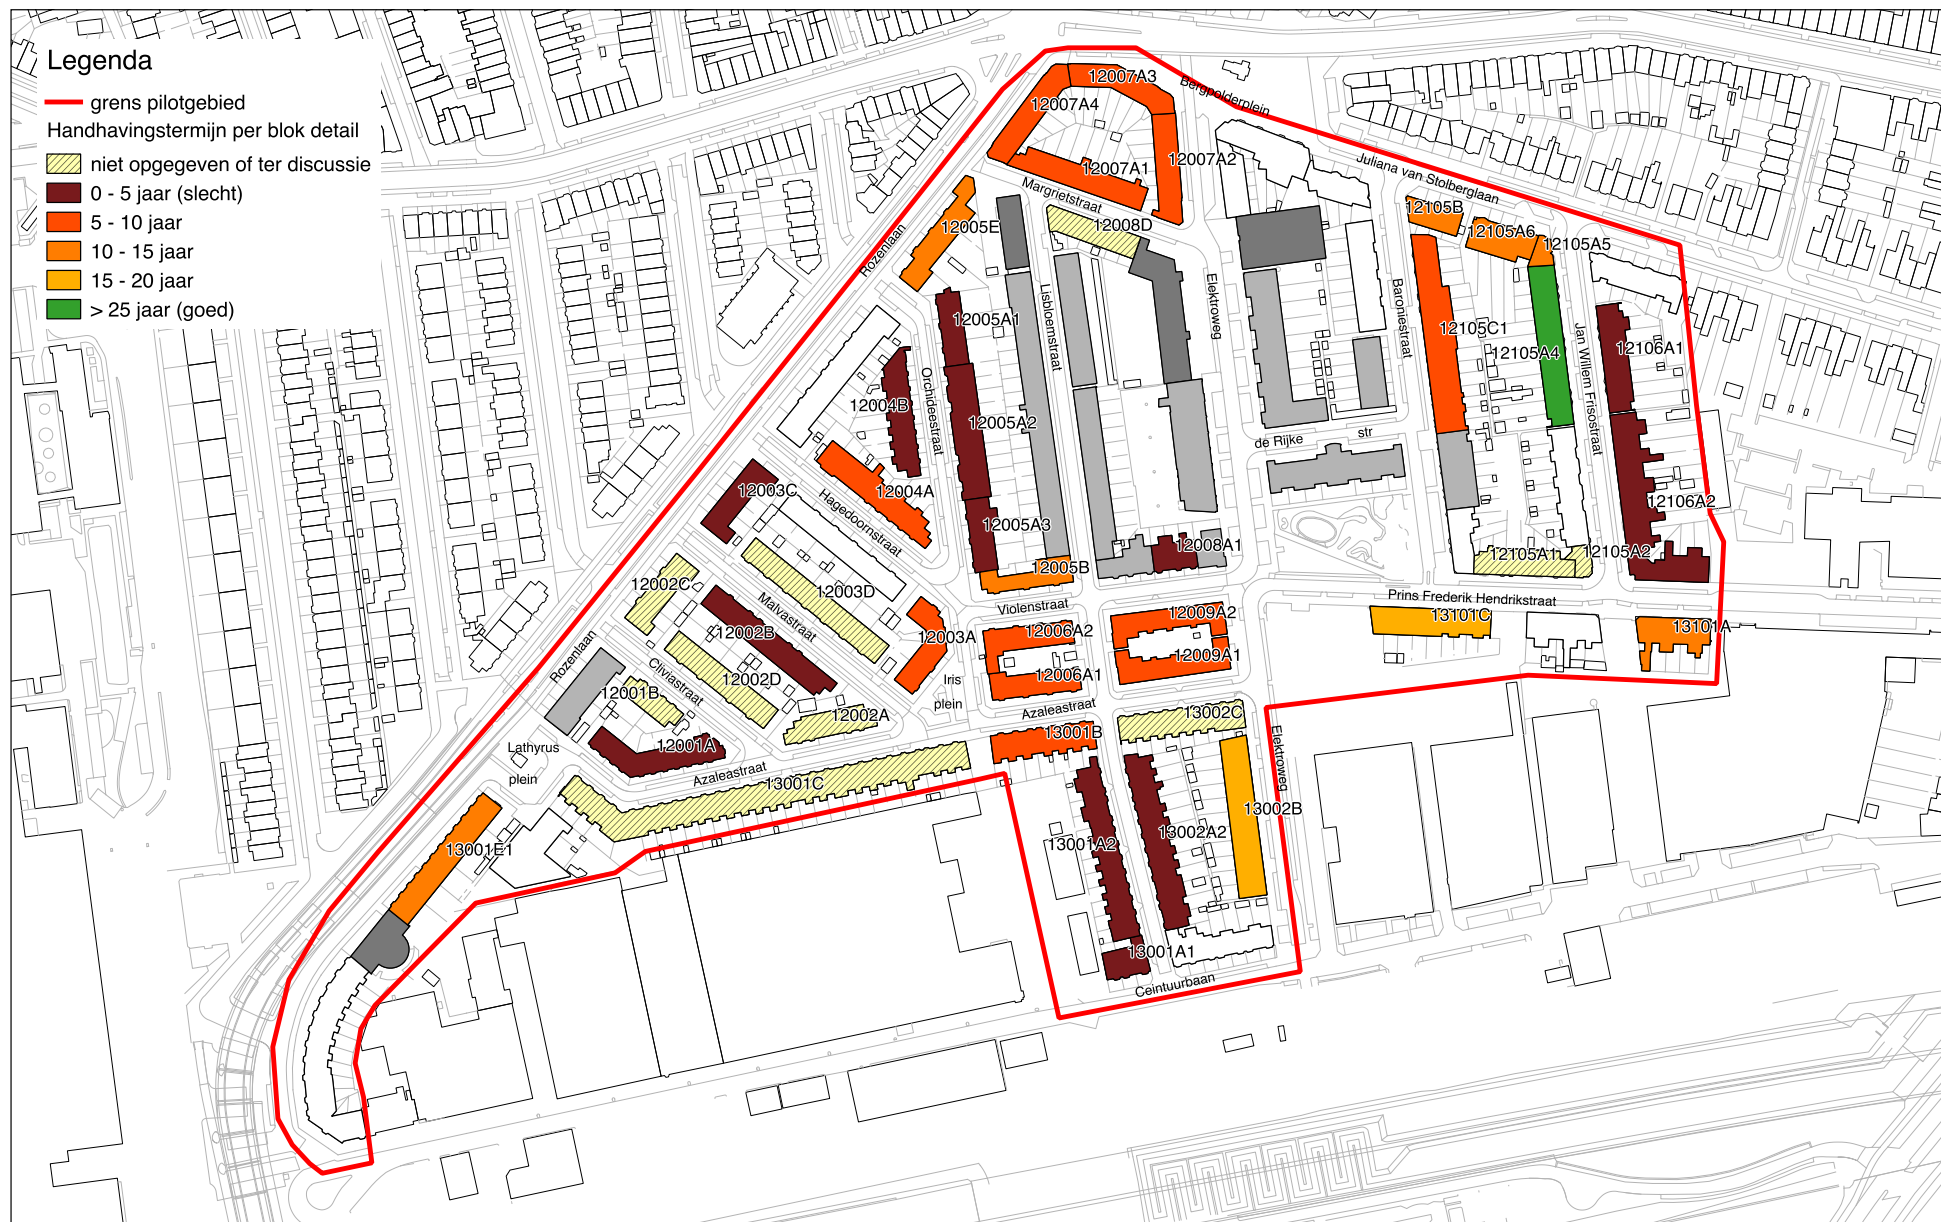 Legenda
grens pilotgebied
Handhavingstermijn per blok detail
niet opgegeven of ter discussie
0 - 5 jaar (slecht)
5 - 10 jaar
10 - 15 jaar
15 - 20 jaar
> 25 jaar (goed)
12007A3
Bergpolderplein
12007A4
12007A2
12007A1
Juliana van Stolberglaan
Margrietstraat
12105B
12008D
12005E
12105A6
12105A5
Rozenlaan
Lisbloemstraat
Elektroweg
Baroniestraat
12005A1
12105C1
Jan Willem Frisostraat
12106A1
12105A4
Orchideestraat
12004B
12005A2
de Rijke
str
12003C
12004A
12106A2
Hagedoornstraat
12005A3
12008A1
12105A1
12105A2
12005B
12002C
12003D
Malvastraat
Violenstraat
Prins Frederik Hendrikstraat
12009A2
13101C
12002B
12003A
12006A2
13101A
Rozenlaan
12009A1
Cliviastraat
12002D
Iris
plein
12006A1
12001B
12002A
Azaleastraat
13002C
13001B
Lathyrus
plein
12001A
Azaleastraat
13001C
Elektroweg
13002B
13001E1
13001A2
13002A2
13001A1
Ceintuurbaan